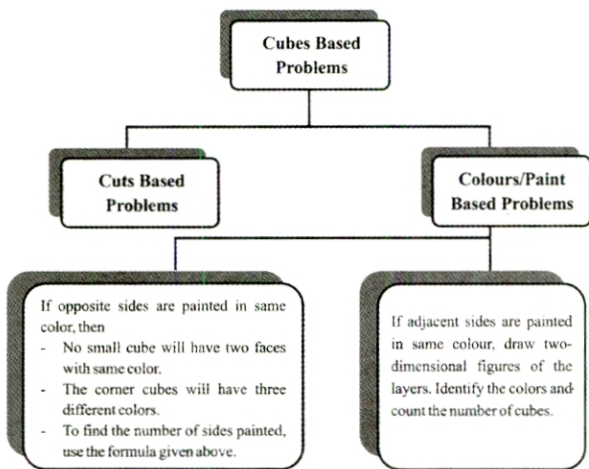 Cubes Based
Problems
Cuts Based
Problems
Colours/Paint
Based Problems
If opposite sides are painted in same
color, then
- No small cube will have two faces
with same color.
- The corner cubes will have three
different colors.
- To find the number of sides painted,
use the formula given above.
If adjacent sides are painted
in same colour, draw two-
dimensional figures of the
layers. Identify the colors and
count the number of cubes.